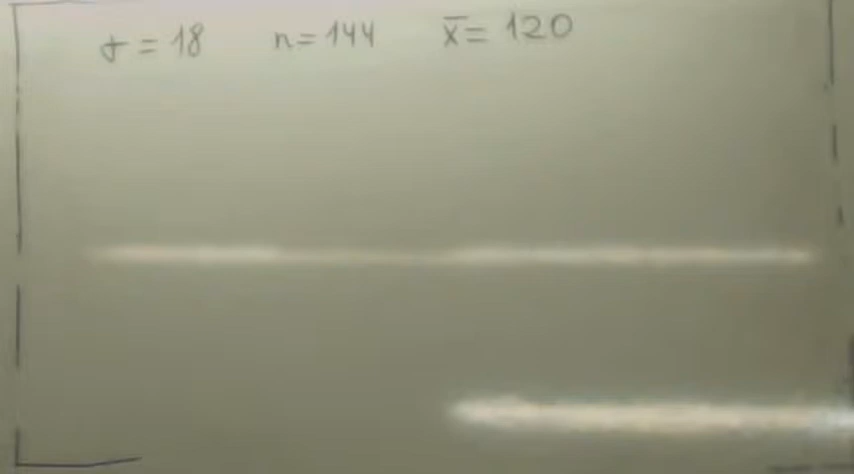 σ = 18 n = 144 x̄ = 120